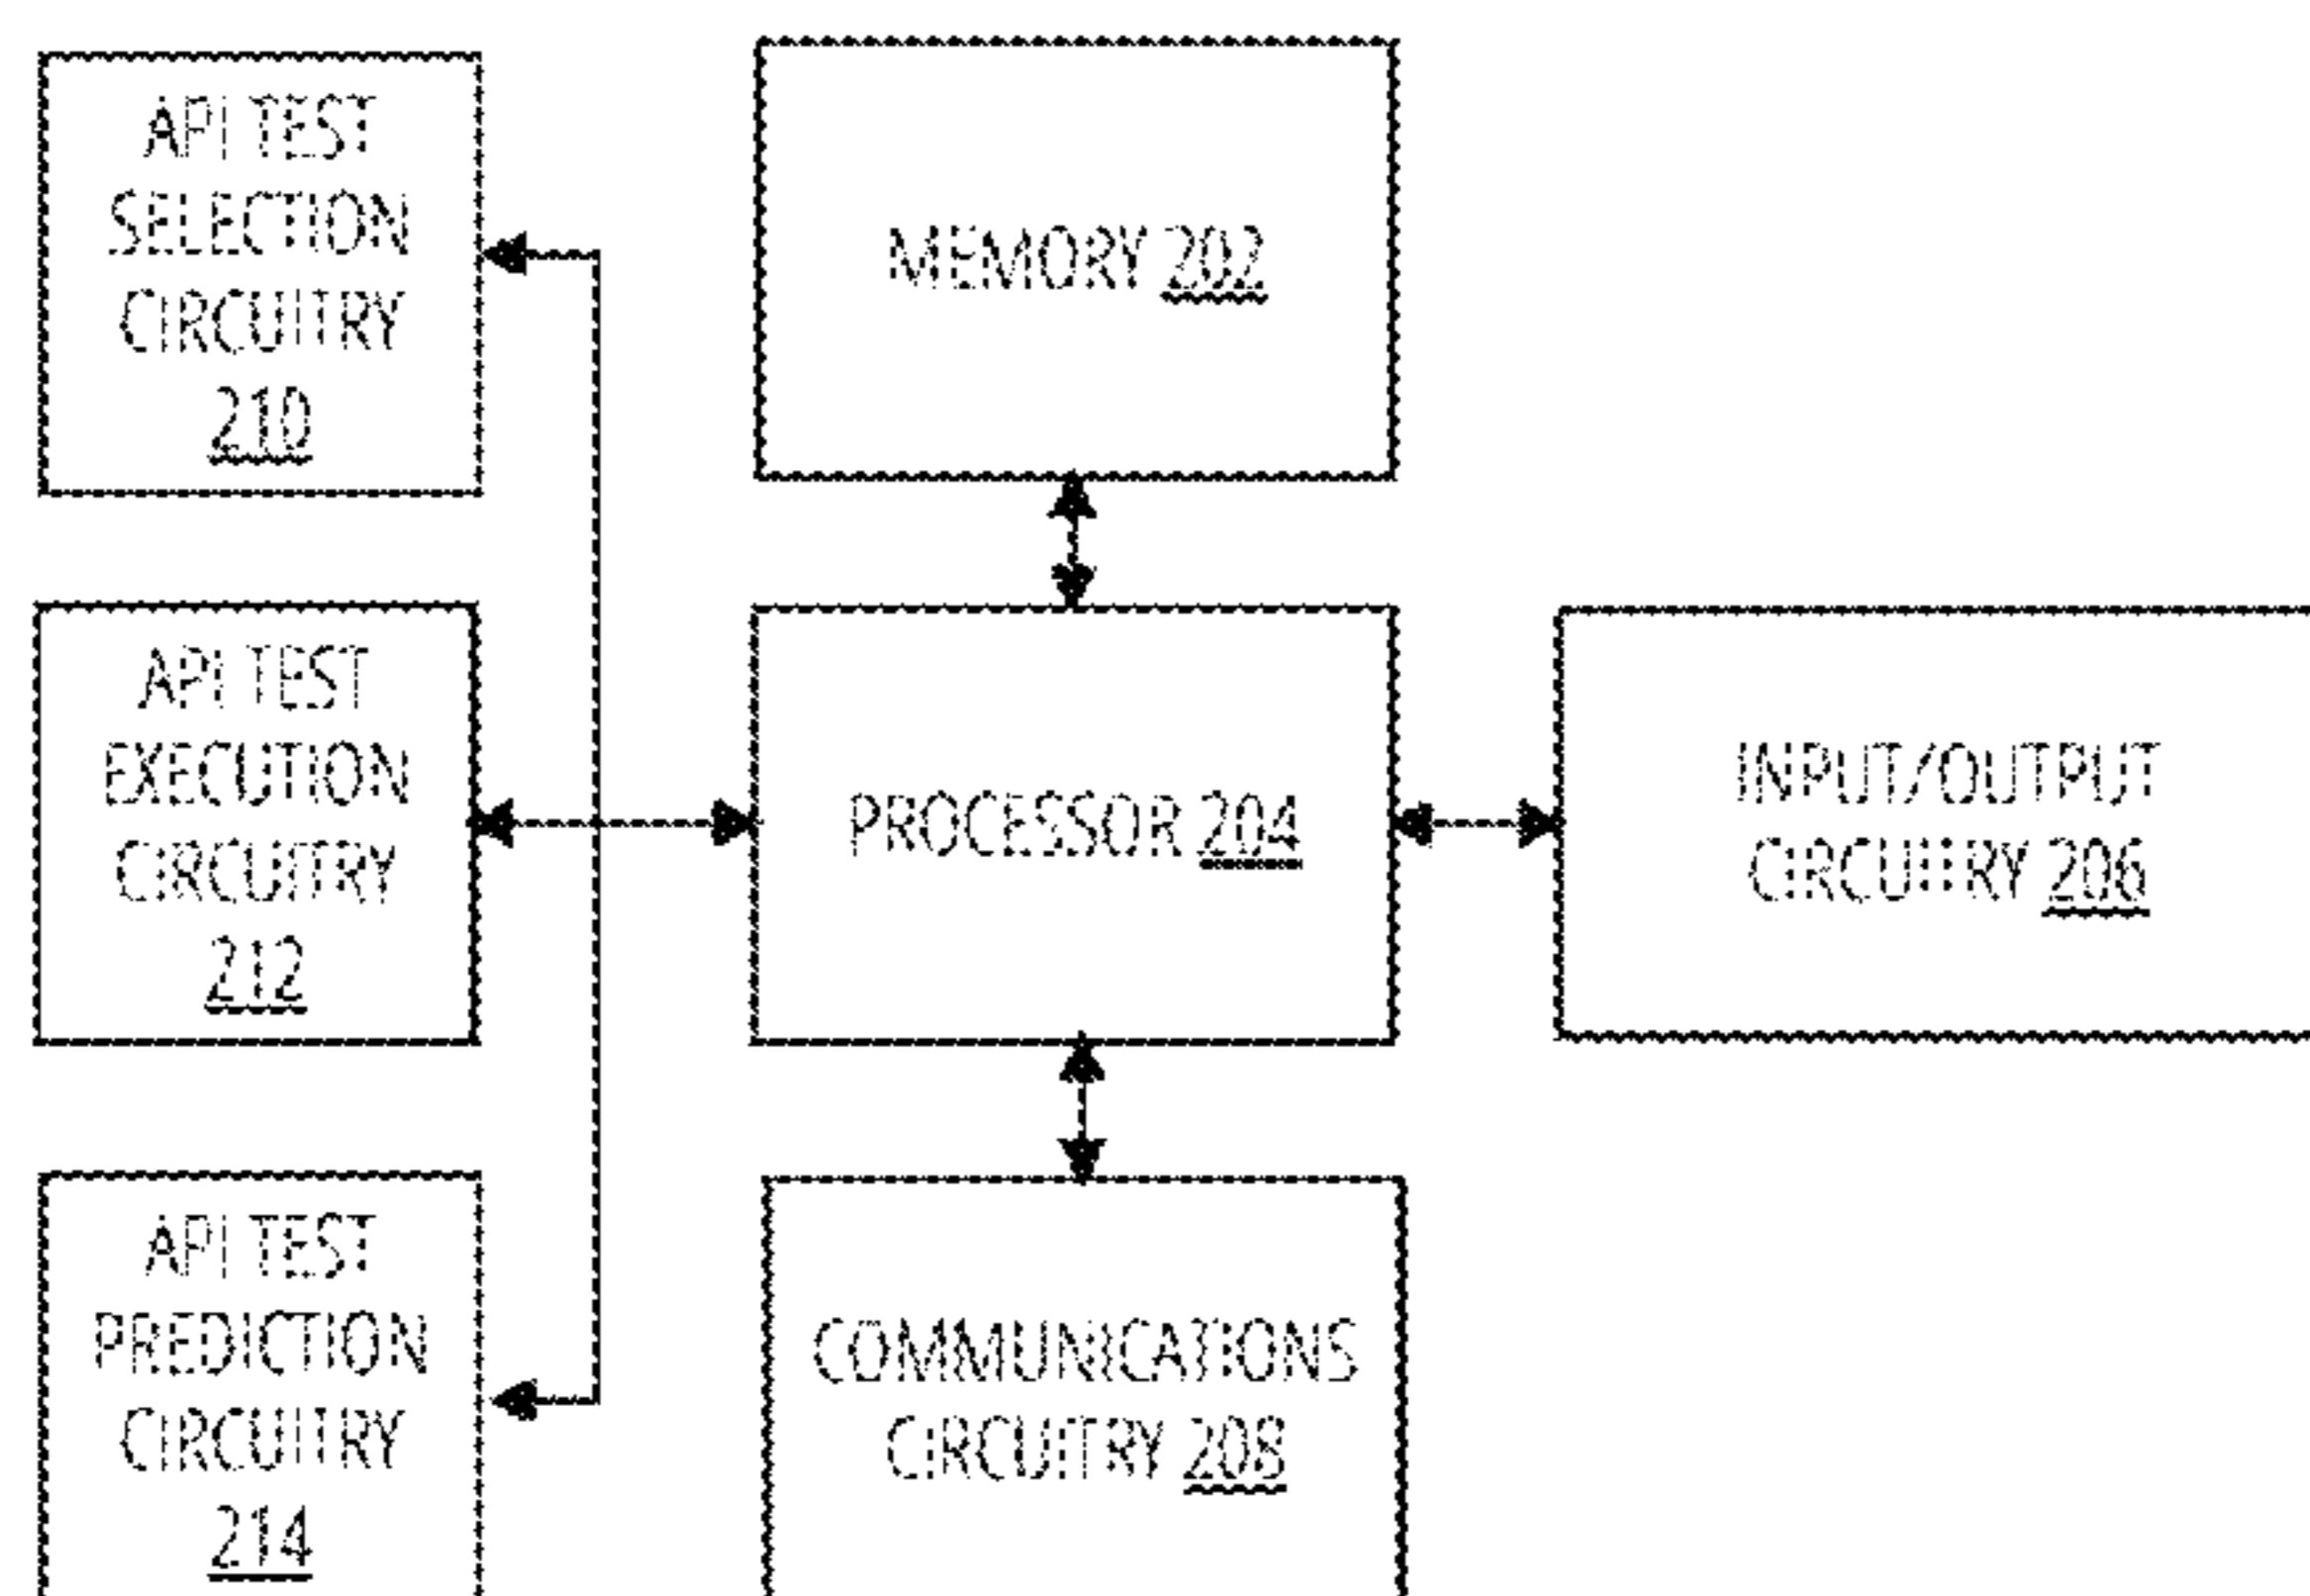 API TEST
SELECTION
CIRCUITRY
210
MEMORY 202
API TEST
EXECUTION
CIRCUITRY
212
PROCESSOR 204
INPUT/OUTPUT
CIRCUITRY 206
API TEST
PREDICTION
CIRCUITRY
214
COMMUNICATIONS
CIRCUITRY 208